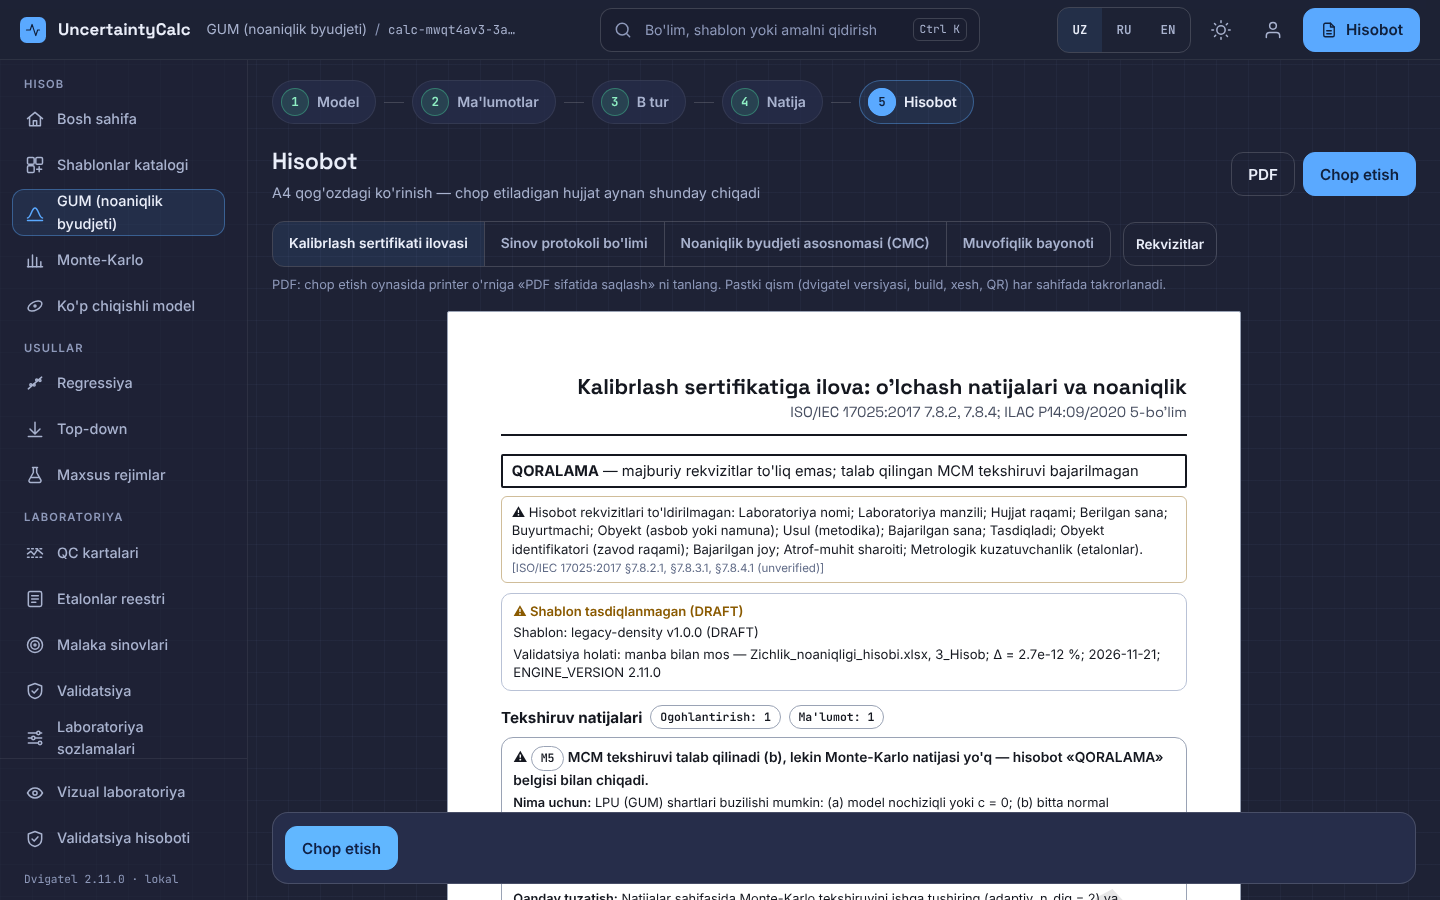 UncertaintyCalc
GUM (noaniqlik byudjeti) / calc-mwqt4av3-3a…
Bo'lim, shablon yoki amalni qidirish
Ctrl K
UZ
RU
EN
Hisobot
HISOB
Bosh sahifa
Shablonlar katalogi
GUM (noaniqlik
byudjeti)
Monte-Karlo
Ko'p chiqishli model
USULLAR
Regressiya
Top-down
Maxsus rejimlar
LABORATORIYA
QC kartalari
Etalonlar reestri
Malaka sinovlari
Validatsiya
Laboratoriya
sozlamalari
Vizual laboratoriya
Validatsiya hisoboti
Dvigatel 2.11.0 · lokal
1 Model
2 Ma'lumotlar
3 B tur
4 Natija
5 Hisobot
Hisobot
A4 qog'ozdagi ko'rinish — chop etiladigan hujjat aynan shunday chiqadi
PDF
Chop etish
Kalibrlash sertifikati ilovasi
Sinov protokoli bo'limi
Noaniqlik byudjeti asosnomasi (CMC)
Muvofiqlik bayonoti
Rekvizitlar
PDF: chop etish oynasida printer o'rniga «PDF sifatida saqlash» ni tanlang. Pastki qism (dvigatel versiyasi, build, xesh, QR) har sahifada takrorlanadi.
Kalibrlash sertifikatiga ilova: o’lchash natijalari va noaniqlik
ISO/IEC 17025:2017 7.8.2, 7.8.4; ILAC P14:09/2020 5-bo’lim
QORALAMA — majburiy rekvizitlar to'liq emas; talab qilingan MCM tekshiruvi bajarilmagan
⚠ Hisobot rekvizitlari to'ldirilmagan: Laboratoriya nomi; Laboratoriya manzili; Hujjat raqami; Berilgan sana;
Buyurtmachi; Obyekt (asbob yoki namuna); Usul (metodika); Bajarilgan sana; Tasdiqladi; Obyekt
identifikatori (zavod raqami); Bajarilgan joy; Atrof-muhit sharoiti; Metrologik kuzatuvchanlik (etalonlar).
[ISO/IEC 17025:2017 §7.8.2.1, §7.8.3.1, §7.8.4.1 (unverified)]
⚠ Shablon tasdiqlanmagan (DRAFT)
Shablon: legacy-density v1.0.0 (DRAFT)
Validatsiya holati: manba bilan mos — Zichlik_noaniqligi_hisobi.xlsx, 3_Hisob; Δ = 2.7e-12 %; 2026-11-21;
ENGINE_VERSION 2.11.0
Tekshiruv natijalari
Ogohlantirish: 1
Ma'lumot: 1
⚠ M5 MCM tekshiruvi talab qilinadi (b), lekin Monte-Karlo natijasi yo'q — hisobot «QORALAMA»
belgisi bilan chiqadi.
Nima uchun: LPU (GUM) shartlari buzilishi mumkin: (a) model nochiziqli yoki c = 0; (b) bitta normal
Chop etish
Qanday tuzatish: Natijalar sahifasida Monte-Karlo tekshiruvini ishga tushiring (adaptiv, n_dig = 2) va